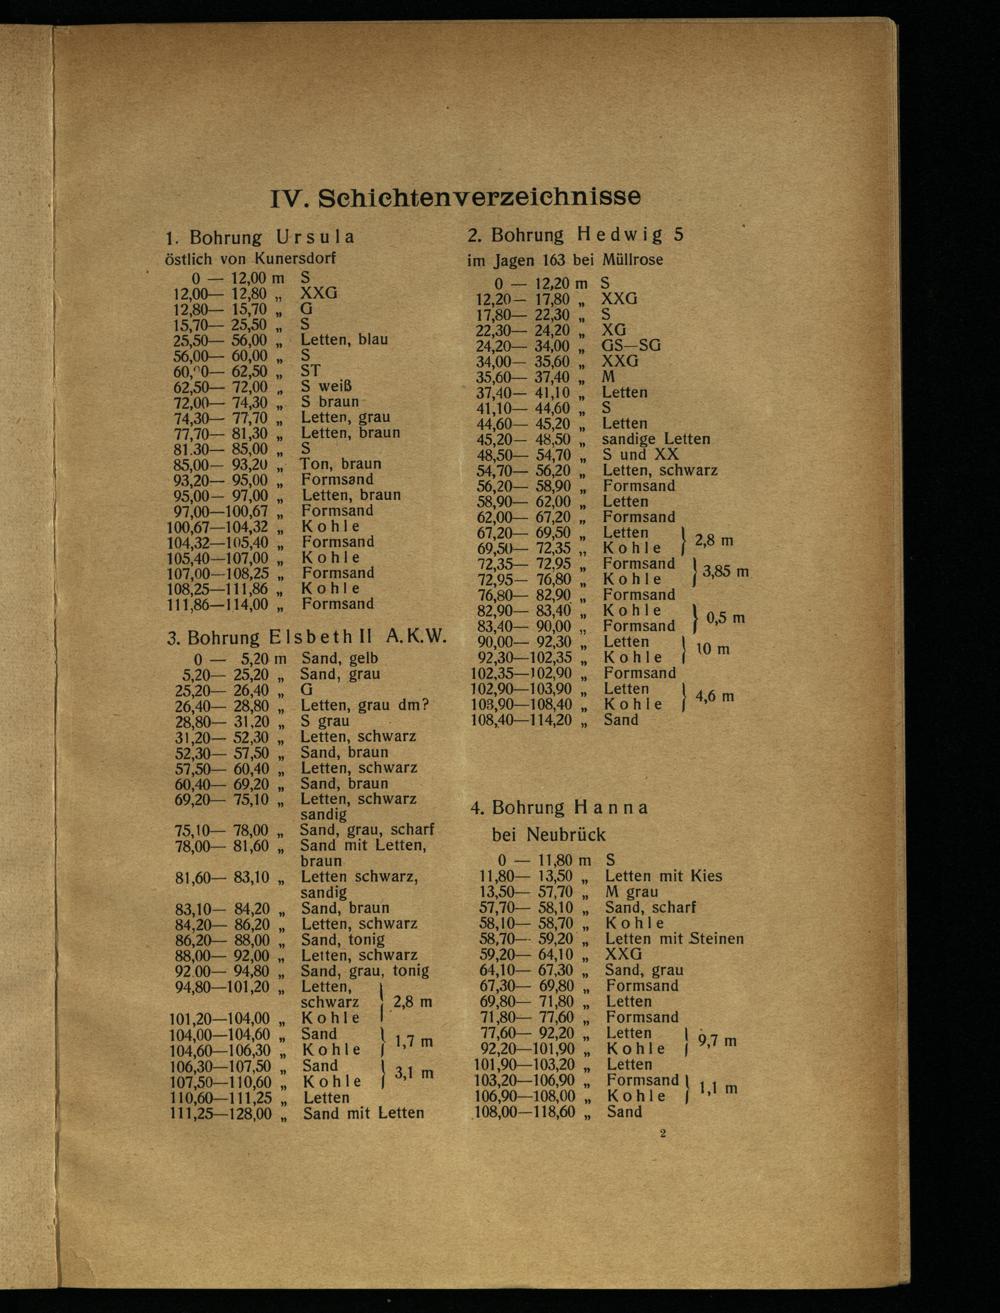 IV. Schichtenverzeichnisse
1. Bohrung Ursula
östlich von Kunersdorf
0 — 12,00 m S
12,00— 12,80 „ XXG
12,80— 15,70 „ G
15,70— 25,50 „ S
25,50— 56,00 „ Letten, blau
56,00— 60,00 „ S
60,00— 62,50 „ ST
62,50— 72,00 „ S weiß
72,00— 74,30 „ S braun
74,30— 77,70 „ Letten, grau
77,70— 81,30 „ Letten, braun
81.30— 85,00 „ S
85,00— 93,20 „ Ton, braun
93,20— 95,00 „ Formsand
95,00— 97,00 „ Letten, braun
97,00—100,67 „ Formsand
100,67—104,32 „ Kohle
104,32—105,40 „ Formsand
105,40—107,00 „ Kohle
107,00—108,25 „ Formsand
108,25—111,86 „ Kohle
111,86—114,00 „ Formsand
3. Bohrung Elsbeth II A.K.W.
0 — 5,20 m Sand, gelb
5,20— 25,20 „ Sand, grau
25,20— 26,40 „ G
26,40— 28,80 „ Letten, grau dm?
28,80— 31,20 „ S grau
31,20— 52,30 „ Letten, schwarz
52,30— 57,50 „ Sand, braun
57,50— 60,40 „ Letten, schwarz
60,40— 69,20 „ Sand, braun
69,20— 75,10 „ Letten, schwarz
sandig
75,10— 78,00 „ Sand, grau, scharf
78,00— 81,60 „ Sand mit Letten,
braun
81,60— 83,10 „ Letten schwarz,
sandig
83,10— 84,20 „ Sand, braun
84,20— 86,20 „ Letten, schwarz
86,20— 88,00 „ Sand, tonig
88,00— 92,00 „ Letten, schwarz
92.00— 94,80 „ Sand, grau, tonig
94,80—101,20 „ Letten,
schwarz } 2,8 m
101,20—104,00 „ Kohle
104,00—104,60 „ Sand } 1,7 m
104,60—106,30 „ Kohle
106,30—107,50 „ Sand } 3,1 m
107,50—110,60 „ Kohle
110,60—111,25 „ Letten
111,25—128,00 „ Sand mit Letten
2. Bohrung Hedwig 5
im Jagen 163 bei Müllrose
0 — 12,20 m S
12,20— 17,80 „ XXG
17,80— 22,30 „ S
22,30— 24,20 „ XG
24,20— 34,00 „ GS—SG
34,00— 35,60 „ XXG
35,60— 37,40 „ M
37,40— 41,10 „ Letten
41,10— 44,60 „ S
44,60— 45,20 „ Letten
45,20— 48,50 „ sandige Letten
48,50— 54,70 „ S und XX
54,70— 56,20 „ Letten, schwarz
56,20— 58,90 „ Formsand
58,90— 62,00 „ Letten
62,00— 67,20 „ Formsand
67,20— 69,50 „ Letten } 2,8 m
69,50— 72,35 „ Kohle
72,35— 72,95 „ Formsand } 3,85 m
72,95— 76,80 „ Kohle
76,80— 82,90 „ Formsand
82,90— 83,40 „ Kohle } 0,5 m
83,40— 90,00 „ Formsand
90,00— 92,30 „ Letten } 10 m
92,30—102,35 „ Kohle
102,35—102,90 „ Formsand
102,90—103,90 „ Letten } 4,6 m
103,90—108,40 „ Kohle
108,40—114,20 „ Sand
4. Bohrung Hanna
bei Neubrück
0 — 11,80 m S
11,80— 13,50 „ Letten mit Kies
13,50— 57,70 „ M grau
57,70— 58,10 „ Sand, scharf
58,10— 58,70 „ Kohle
58,70— 59,20 „ Letten mit Steinen
59,20— 64,10 „ XXG
64,10— 67,30 „ Sand, grau
67,30— 69,80 „ Formsand
69,80— 71,80 „ Letten
71,80— 77,60 „ Formsand
77,60— 92,20 „ Letten } 9,7 m
92,20—101,90 „ Kohle
101,90—103,20 „ Letten
103,20—106,90 „ Formsand } 1,1 m
106,90—108,00 „ Kohle
108,00—118,60 „ Sand
2